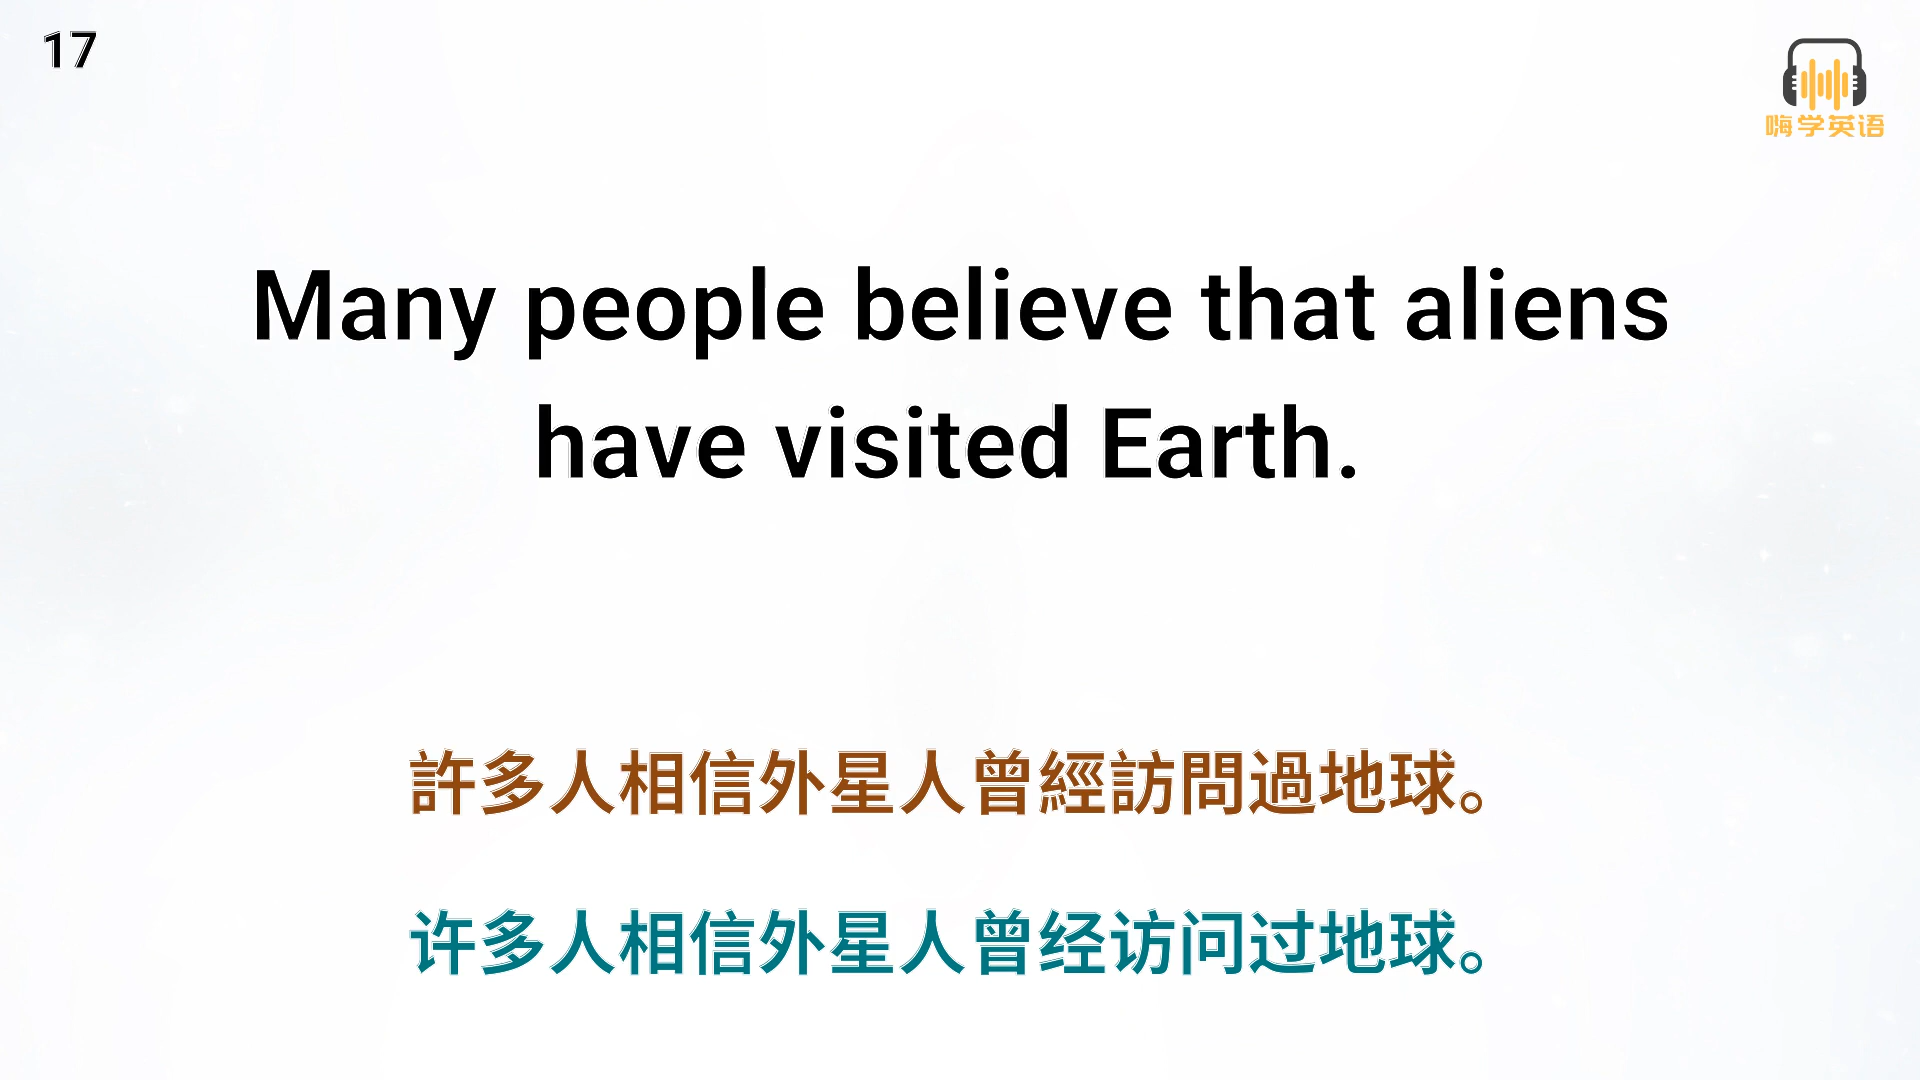 17
嗨学英语
Many people believe that aliens
have visited Earth.
許多人相信外星人曾經訪問過地球。
许多人相信外星人曾经访问过地球。